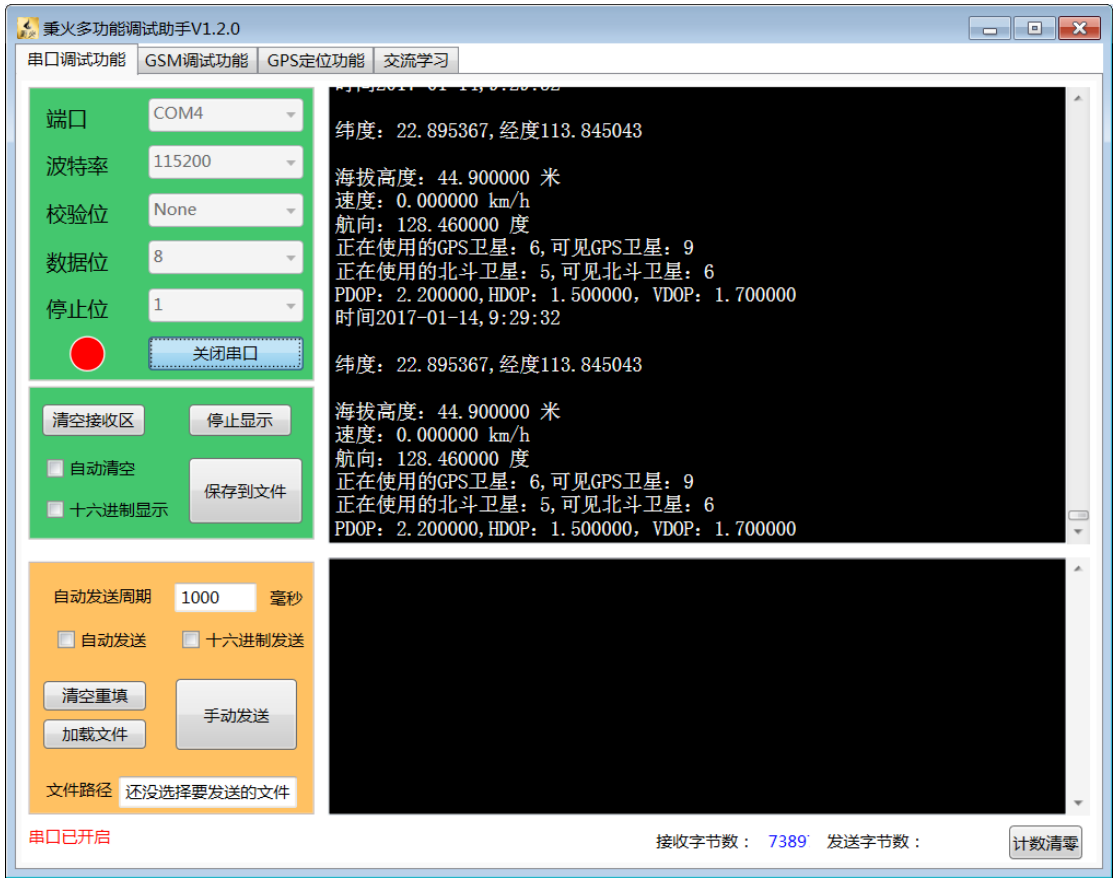 秉火多功能调试助手V1.2.0
串口调试功能 GSM调试功能 GPS定位功能 交流学习
端口 COM4
波特率 115200
校验位 None
数据位 8
停止位 1
关闭串口
清空接收区 停止显示
自动清空
保存到文件
十六进制显示
时间2017-01-14,9:29:32
纬度：22.895367,经度113.845043
海拔高度：44.900000 米
速度：0.000000 km/h
航向：128.460000 度
正在使用的GPS卫星：6,可见GPS卫星：9
正在使用的北斗卫星：5,可见北斗卫星：6
PDOP：2.200000,HDOP：1.500000，VDOP：1.700000
时间2017-01-14,9:29:32
纬度：22.895367,经度113.845043
海拔高度：44.900000 米
速度：0.000000 km/h
航向：128.460000 度
正在使用的GPS卫星：6,可见GPS卫星：9
正在使用的北斗卫星：5,可见北斗卫星：6
PDOP：2.200000,HDOP：1.500000，VDOP：1.700000
自动发送周期 1000 毫秒
自动发送 十六进制发送
清空重填
手动发送
加载文件
文件路径 还没选择要发送的文件
串口已开启
接收字节数： 7389 发送字节数：
计数清零